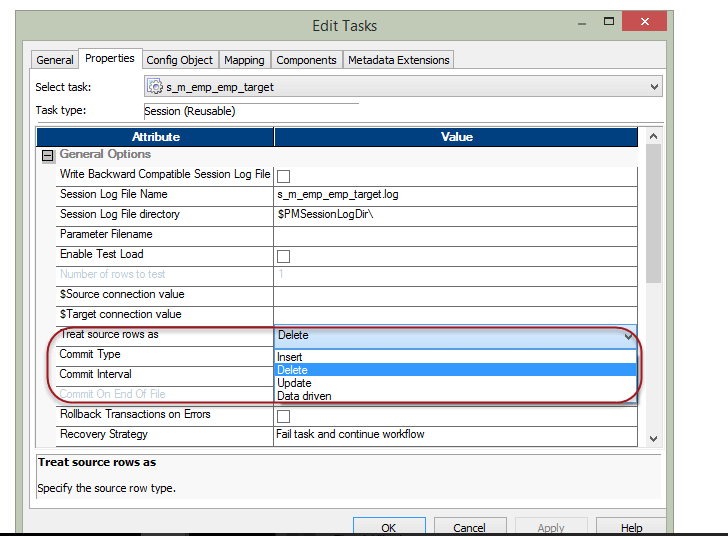 Edit Tasks
General Properties Config Object Mapping Components Metadata Extensions
Select task: s_m_emp_emp_target
Task type: Session (Reusable)
Attribute Value
General Options
Write Backward Compatible Session Log File
Session Log File Name s_m_emp_emp_target.log
Session Log File directory $PMSessionLogDir\
Parameter Filename
Enable Test Load
Number of rows to test 1
$Source connection value
$Target connection value
Treat source rows as Delete
Commit Type Insert
Commit Interval Delete
Update
Commit On End Of File Data driven
Rollback Transactions on Errors
Recovery Strategy Fail task and continue workflow
Treat source rows as
Specify the source row type.
OK Cancel Apply Help